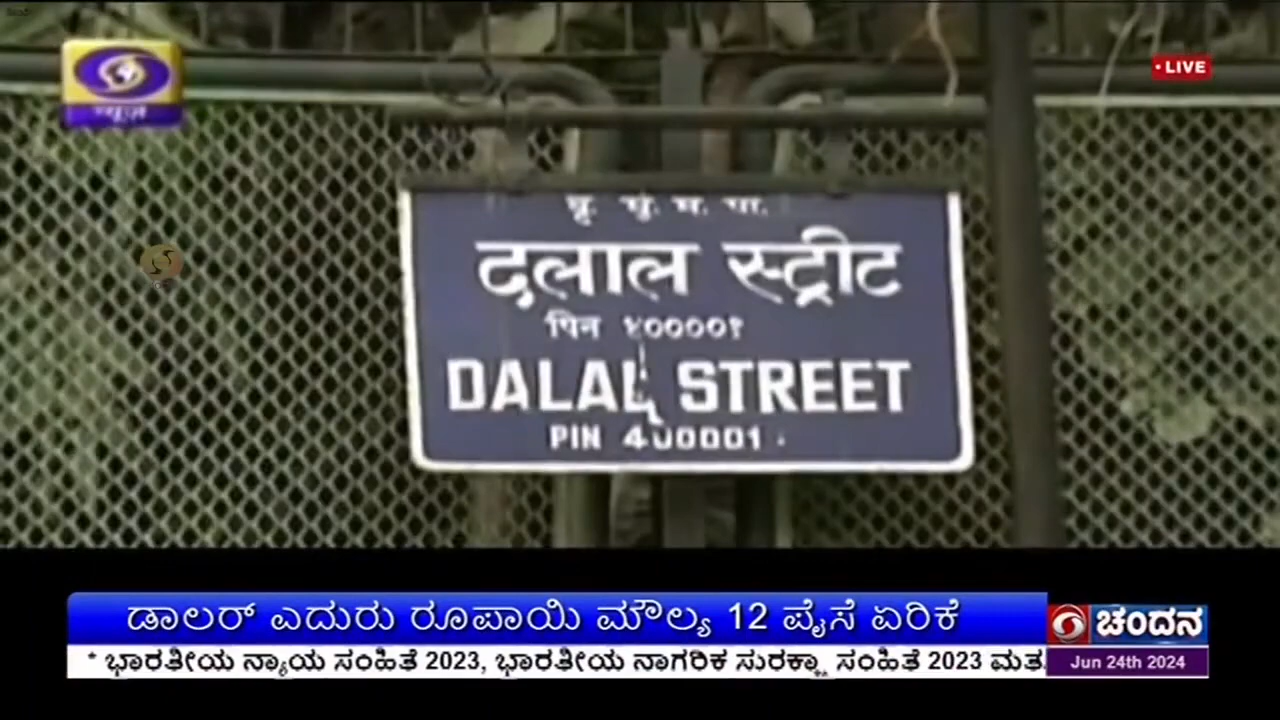 न्यूज़
LIVE
बृ. मुं. म. पा.
दलाल स्ट्रीट
पिन ४००००१
DALAL STREET
PIN 400001
ಡಾಲರ್ ಎದುರು ರೂಪಾಯಿ ಮೌಲ್ಯ 12 ಪೈಸೆ ಏರಿಕೆ
ಚಂದನ
* ಭಾರತೀಯ ನ್ಯಾಯ ಸಂಹಿತೆ 2023, ಭಾರತೀಯ ನಾಗರಿಕ ಸುರಕ್ಷಾ ಸಂಹಿತೆ 2023 ಮತ
Jun 24th 2024